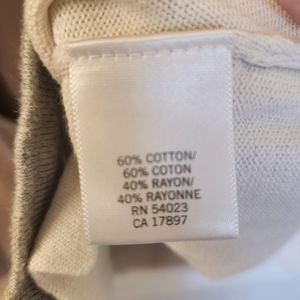 60% COTTON/
60% COTON
40% RAYON/
40% RAYONNE
RN 54023
CA 17897